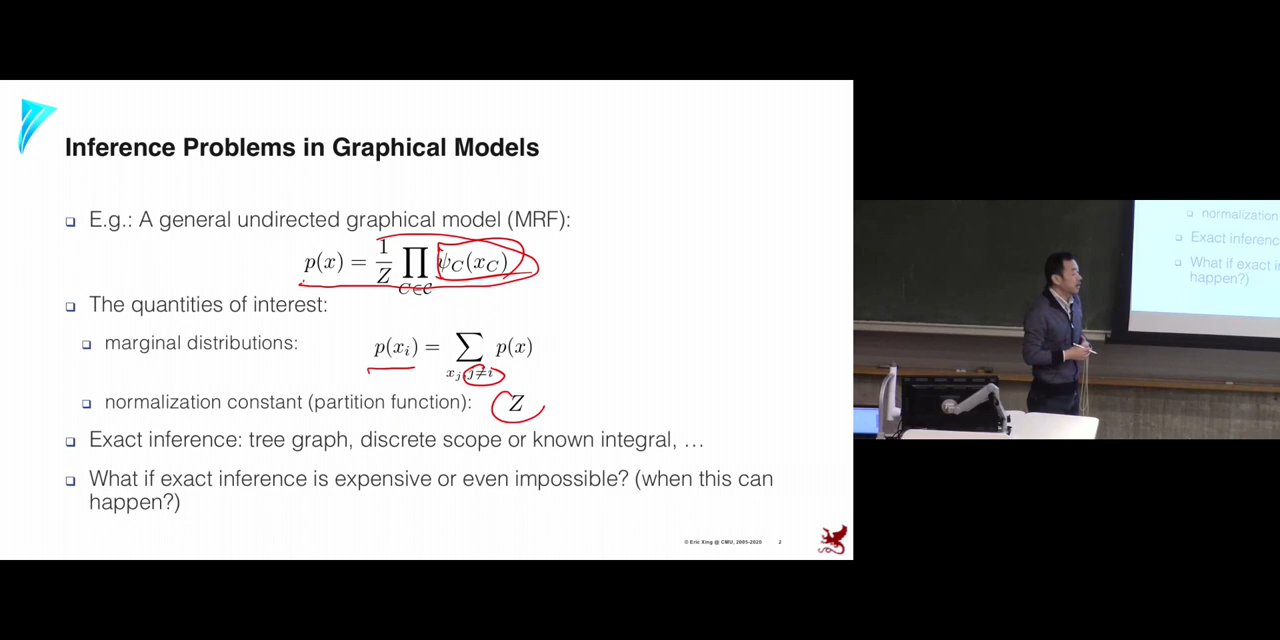 Inference Problems in Graphical Models
E.g.: A general undirected graphical model (MRF):
p(x) = 1/Z ∏_{C∈𝒞} ψ_C(x_C)
The quantities of interest:
marginal distributions: p(x_i) = ∑_{x_j, j≠i} p(x)
normalization constant (partition function): Z
Exact inference: tree graph, discrete scope or known integral, …
What if exact inference is expensive or even impossible? (when this can
happen?)
© Eric Xing @ CMU, 2005-2020 2
normalization
Exact inference
What if exact i
happen?)